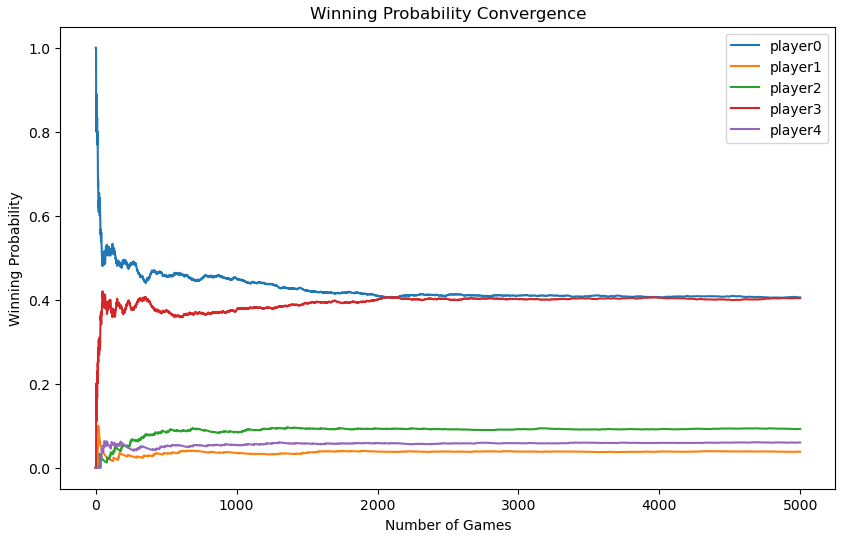 Winning Probability Convergence
player0
player1
player2
player3
player4
Winning Probability
1.0
0.8
0.6
0.4
0.2
0.0
0 1000 2000 3000 4000 5000
Number of Games